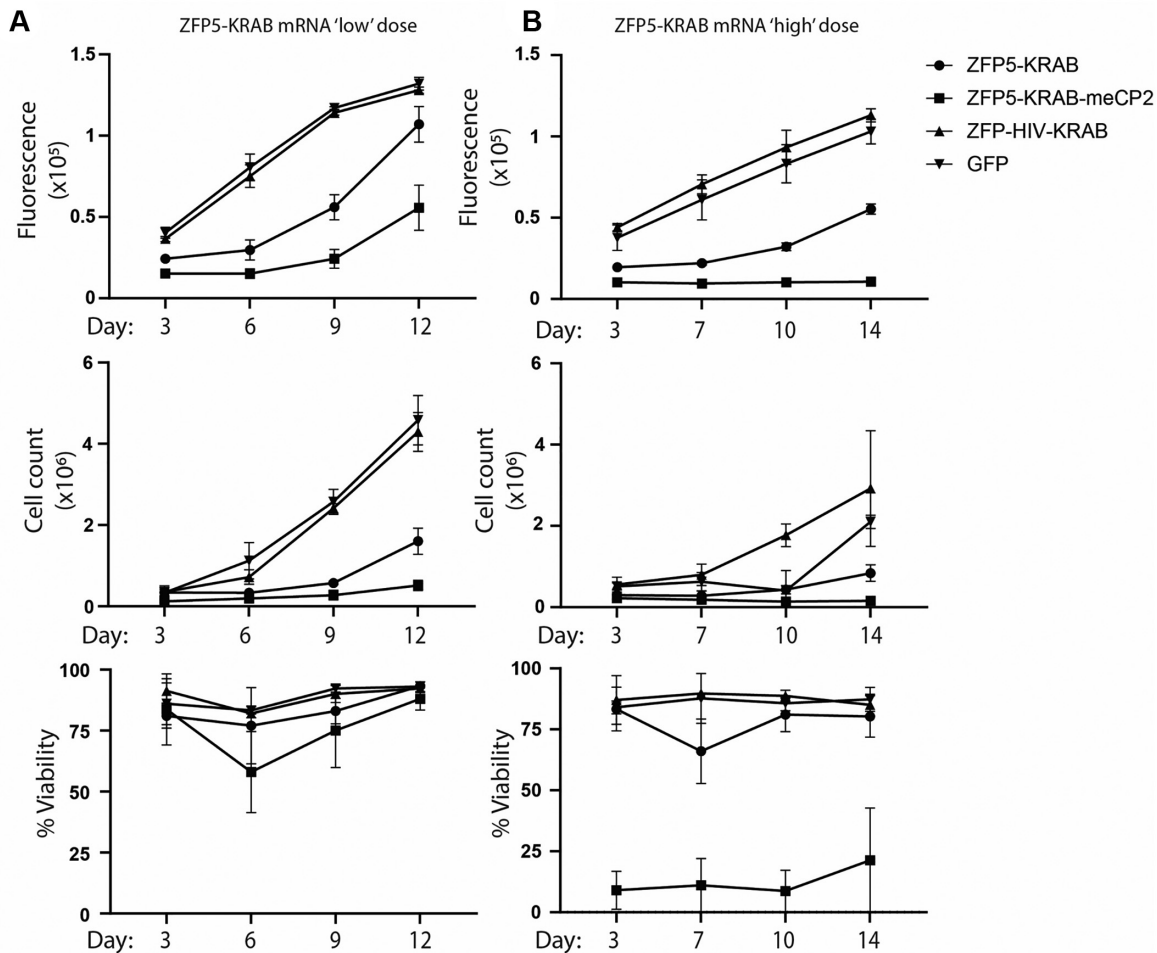 A
ZFP5-KRAB mRNA ‘low’ dose
1.5
1
0.5
0
Fluorescence
(x10⁵)
Day: 3 6 9 12
6
4
2
0
Cell count
(x10⁶)
Day: 3 6 9 12
100
75
50
25
0
% Viability
Day: 3 6 9 12
B
ZFP5-KRAB mRNA ‘high’ dose
1.5
1.0
0.5
0
Fluorescence
(x10⁵)
Day: 3 7 10 14
6
4
2
0
Cell count
(x10⁶)
Day: 3 7 10 14
100
75
50
25
0
% Viability
Day: 3 7 10 14
ZFP5-KRAB
ZFP5-KRAB-meCP2
ZFP-HIV-KRAB
GFP